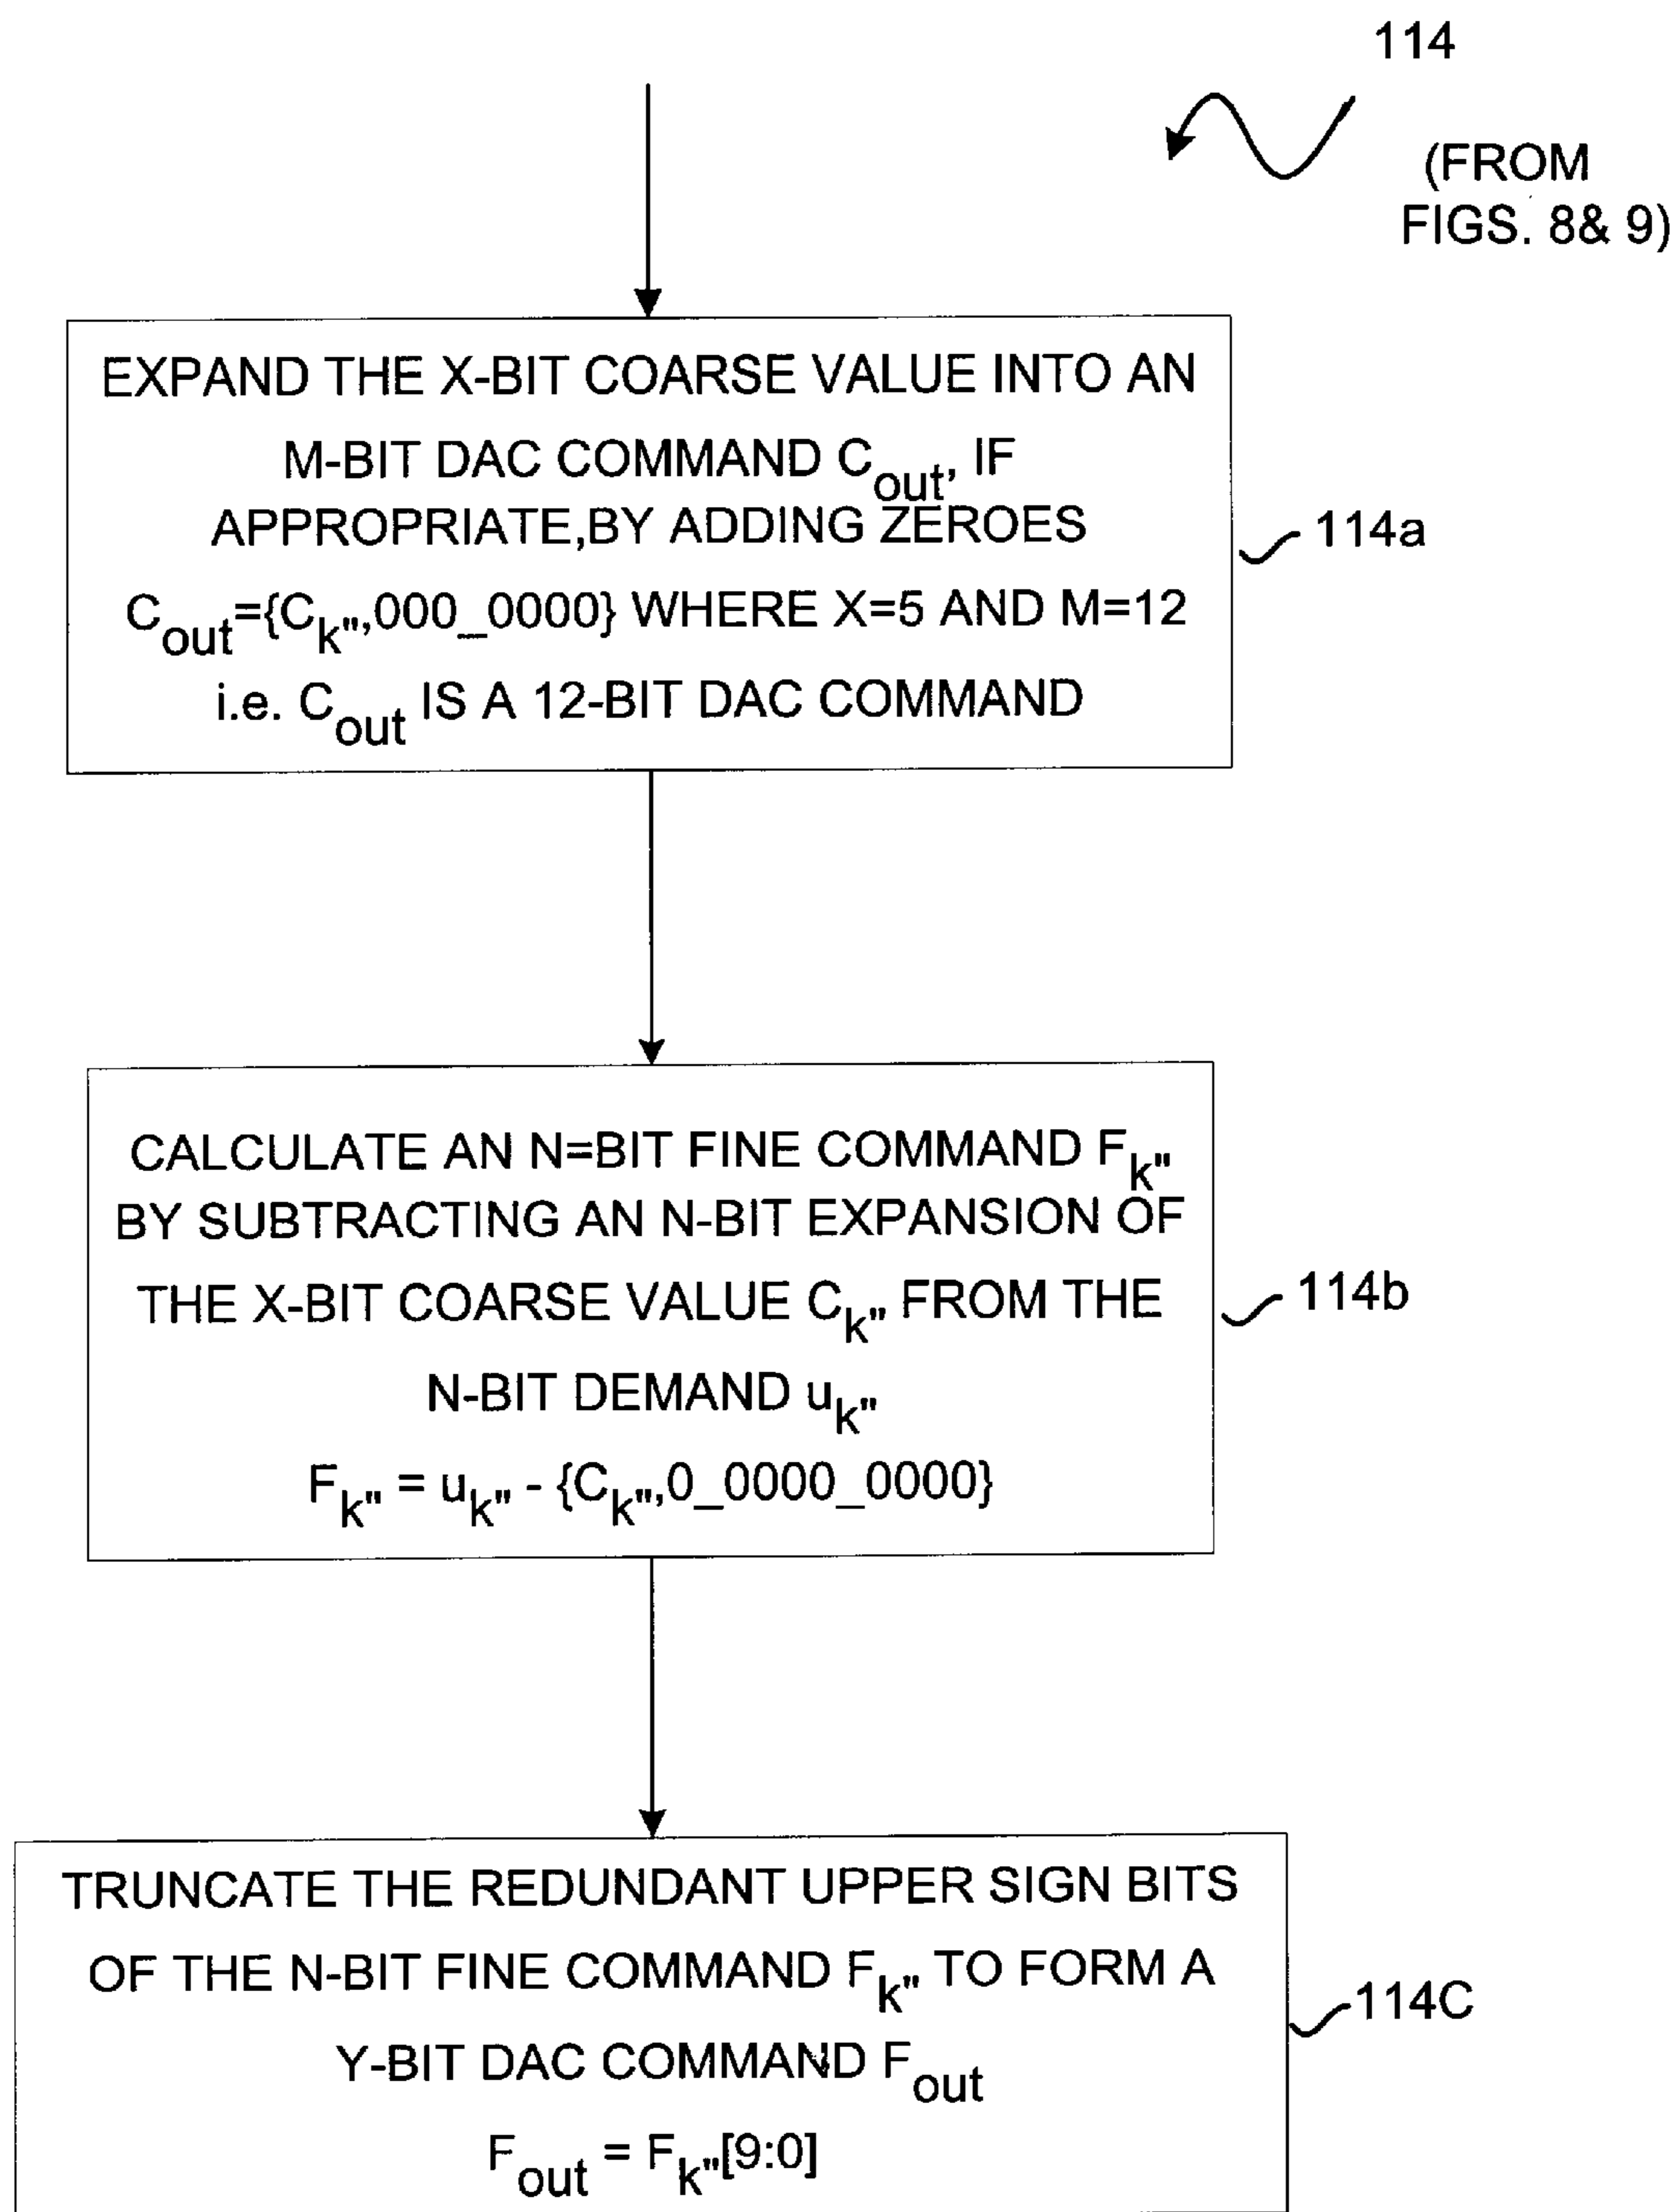 114
(FROM
FIGS. 8& 9)
EXPAND THE X-BIT COARSE VALUE INTO AN
M-BIT DAC COMMAND Cout, IF
APPROPRIATE,BY ADDING ZEROES
Cout={Ck",000_0000} WHERE X=5 AND M=12
i.e. Cout IS A 12-BIT DAC COMMAND
114a
CALCULATE AN N=BIT FINE COMMAND Fk"
BY SUBTRACTING AN N-BIT EXPANSION OF
THE X-BIT COARSE VALUE Ck" FROM THE
N-BIT DEMAND uk"
Fk" = uk" - {Ck",0_0000_0000}
114b
TRUNCATE THE REDUNDANT UPPER SIGN BITS
OF THE N-BIT FINE COMMAND Fk" TO FORM A
Y-BIT DAC COMMAND Fout
Fout = Fk"[9:0]
114C